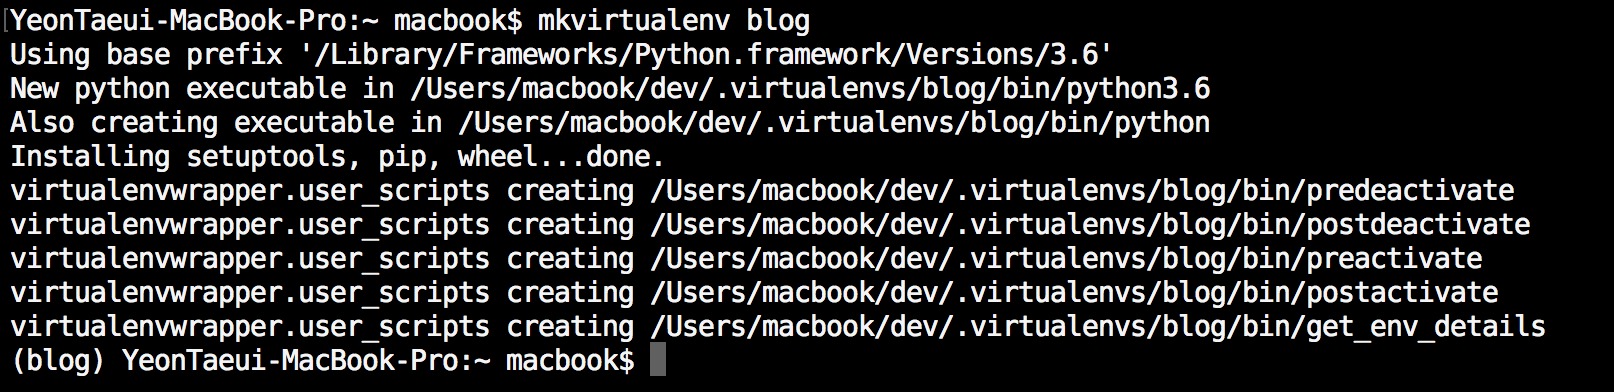 YeonTaeui-MacBook-Pro:~ macbook$ mkvirtualenv blog
Using base prefix '/Library/Frameworks/Python.framework/Versions/3.6'
New python executable in /Users/macbook/dev/.virtualenvs/blog/bin/python3.6
Also creating executable in /Users/macbook/dev/.virtualenvs/blog/bin/python
Installing setuptools, pip, wheel...done.
virtualenvwrapper.user_scripts creating /Users/macbook/dev/.virtualenvs/blog/bin/predeactivate
virtualenvwrapper.user_scripts creating /Users/macbook/dev/.virtualenvs/blog/bin/postdeactivate
virtualenvwrapper.user_scripts creating /Users/macbook/dev/.virtualenvs/blog/bin/preactivate
virtualenvwrapper.user_scripts creating /Users/macbook/dev/.virtualenvs/blog/bin/postactivate
virtualenvwrapper.user_scripts creating /Users/macbook/dev/.virtualenvs/blog/bin/get_env_details
(blog) YeonTaeui-MacBook-Pro:~ macbook$